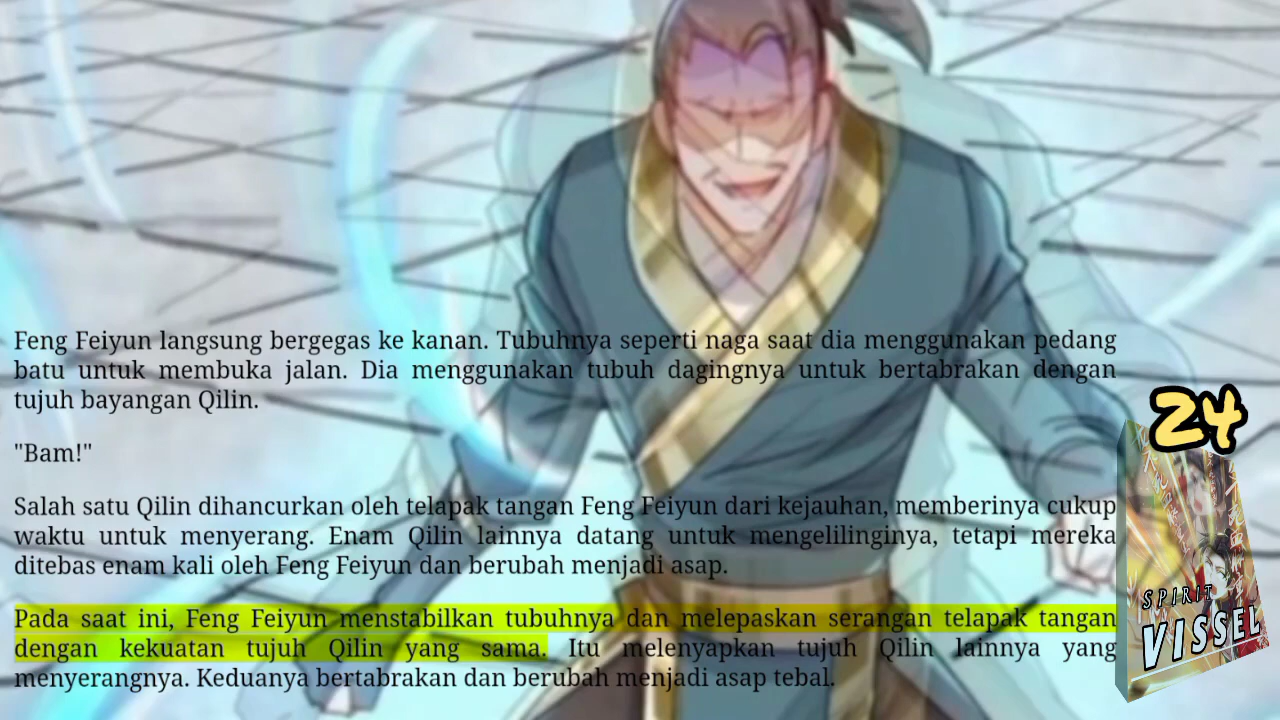 Feng Feiyun langsung bergegas ke kanan. Tubuhnya seperti naga saat dia menggunakan pedang
batu untuk membuka jalan. Dia menggunakan tubuh dagingnya untuk bertabrakan dengan
tujuh bayangan Qilin.
"Bam!"
Salah satu Qilin dihancurkan oleh telapak tangan Feng Feiyun dari kejauhan, memberinya cukup
waktu untuk menyerang. Enam Qilin lainnya datang untuk mengelilinginya, tetapi mereka
ditebas enam kali oleh Feng Feiyun dan berubah menjadi asap.
Pada saat ini, Feng Feiyun menstabilkan tubuhnya dan melepaskan serangan telapak tangan
dengan kekuatan tujuh Qilin yang sama. Itu melenyapkan tujuh Qilin lainnya yang
menyerangnya. Keduanya bertabrakan dan berubah menjadi asap tebal.
24
SPIRIT
VISSEL